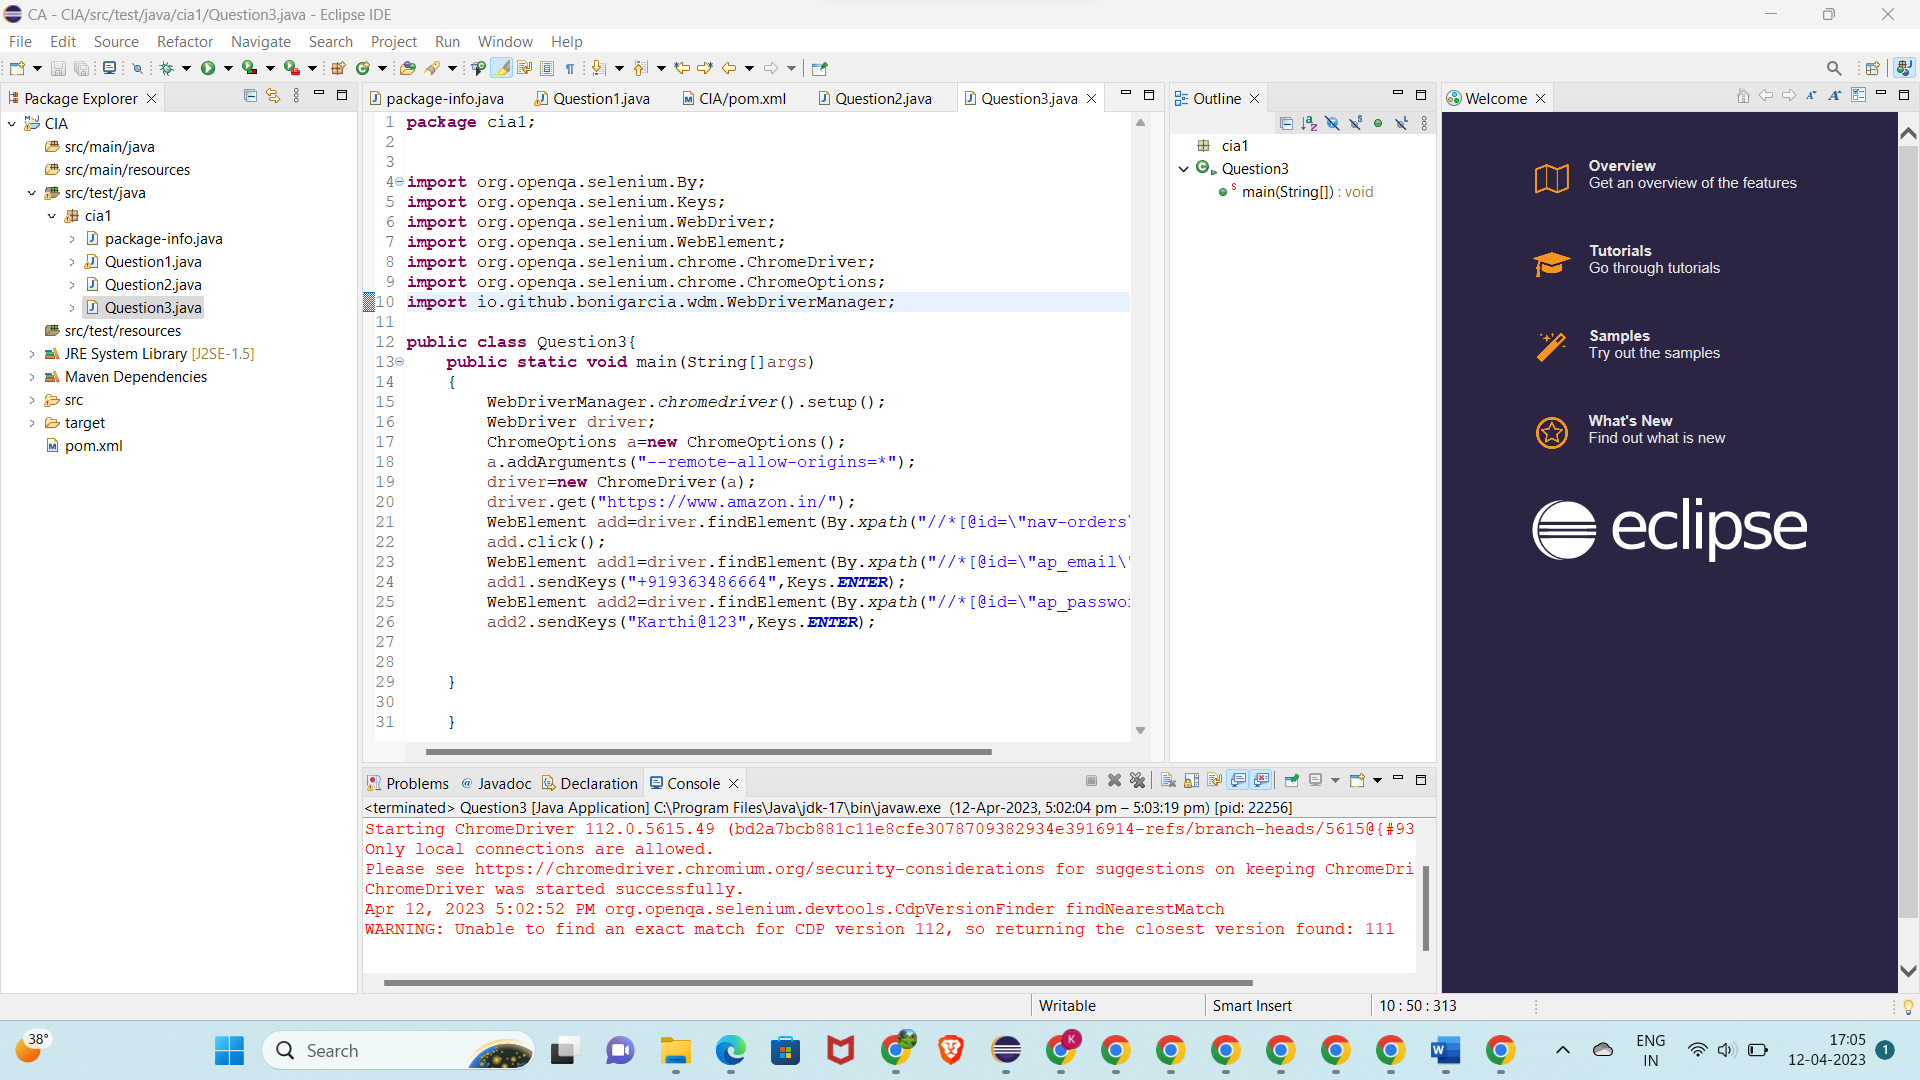 CA - CIA/src/test/java/cia1/Question3.java - Eclipse IDE
File Edit Source Refactor Navigate Search Project Run Window Help
Package Explorer
CIA
src/main/java
src/main/resources
src/test/java
cia1
package-info.java
Question1.java
Question2.java
Question3.java
src/test/resources
JRE System Library [J2SE-1.5]
Maven Dependencies
src
target
pom.xml
package-info.java Question1.java CIA/pom.xml Question2.java Question3.java
1 package cia1;
2
3
4 import org.openqa.selenium.By;
5 import org.openqa.selenium.Keys;
6 import org.openqa.selenium.WebDriver;
7 import org.openqa.selenium.WebElement;
8 import org.openqa.selenium.chrome.ChromeDriver;
9 import org.openqa.selenium.chrome.ChromeOptions;
10 import io.github.bonigarcia.wdm.WebDriverManager;
11
12 public class Question3{
13 public static void main(String[]args)
14 {
15 WebDriverManager.chromedriver().setup();
16 WebDriver driver;
17 ChromeOptions a=new ChromeOptions();
18 a.addArguments("--remote-allow-origins=*");
19 driver=new ChromeDriver(a);
20 driver.get("https://www.amazon.in/");
21 WebElement add=driver.findElement(By.xpath("//*[@id=\"nav-orders\
22 add.click();
23 WebElement add1=driver.findElement(By.xpath("//*[@id=\"ap_email\"
24 add1.sendKeys("+919363486664",Keys.ENTER);
25 WebElement add2=driver.findElement(By.xpath("//*[@id=\"ap_passwo
26 add2.sendKeys("Karthi@123",Keys.ENTER);
27
28
29 }
30
31 }
Outline
cia1
Question3
main(String[]) : void
Welcome
Overview
Get an overview of the features
Tutorials
Go through tutorials
Samples
Try out the samples
What's New
Find out what is new
eclipse
Problems @ Javadoc Declaration Console
<terminated> Question3 [Java Application] C:\Program Files\Java\jdk-17\bin\javaw.exe (12-Apr-2023, 5:02:04 pm – 5:03:19 pm) [pid: 22256]
Starting ChromeDriver 112.0.5615.49 (bd2a7bcb881c11e8cfe3078709382934e3916914-refs/branch-heads/5615@{#93
Only local connections are allowed.
Please see https://chromedriver.chromium.org/security-considerations for suggestions on keeping ChromeDri
ChromeDriver was started successfully.
Apr 12, 2023 5:02:52 PM org.openqa.selenium.devtools.CdpVersionFinder findNearestMatch
WARNING: Unable to find an exact match for CDP version 112, so returning the closest version found: 111
Writable Smart Insert 10 : 50 : 313
38°
Search
K
W
ENG
IN
17:05
12-04-2023
1